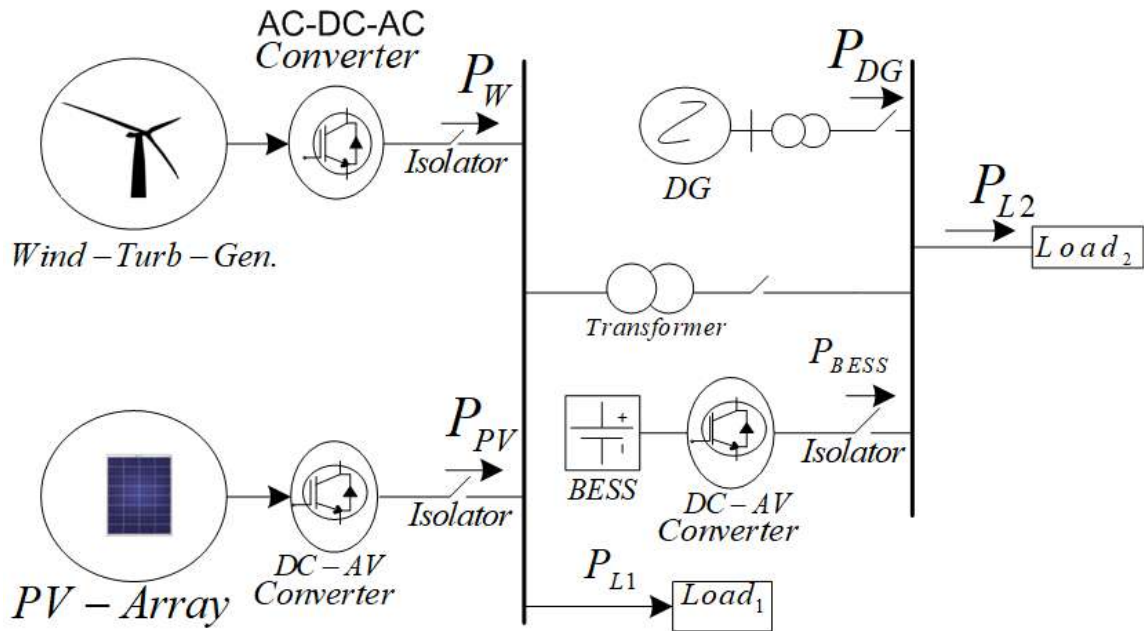 AC-DC-AC
Converter
P_W
Isolator
Wind – Turb – Gen.
P_DG
DG
P_L2
Load_2
Transformer
P_BESS
Isolator
BESS
+
-
DC – AV
Converter
P_PV
Isolator
DC – AV
Converter
PV – Array
P_L1
Load_1